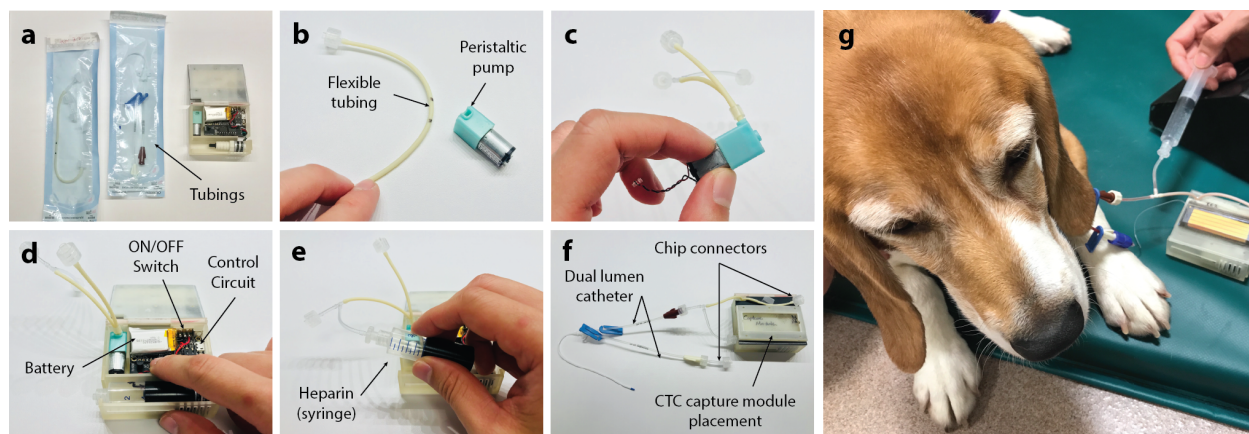 a
Tubings
b
Flexible
tubing
Peristaltic
pump
c
d
ON/OFF
Switch
Control
Circuit
Battery
e
Heparin
(syringe)
f
Chip connectors
Dual lumen
catheter
CTC capture module
placement
g